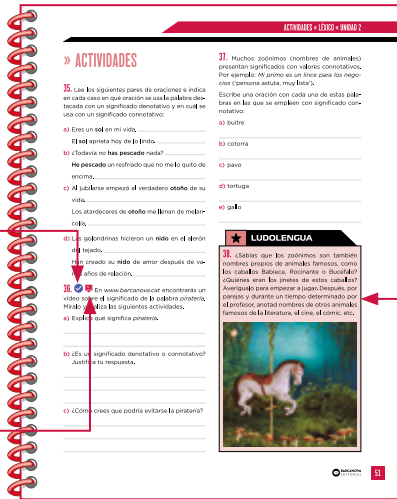 ACTIVIDADES « LÉXICO « UNIDAD 2
» ACTIVIDADES
35. Lee los siguientes pares de oraciones e indica
en cada caso en qué oración se usa la palabra des-
tacada con un significado denotativo y en cuál se
usa con un significado connotativo:
a) Eres un sol en mi vida.
El sol aprieta hoy de lo lindo.
b) ¿Todavía no has pescado nada?
He pescado un resfriado que no me lo quito de
encima.
c) Al jubilarse empezó el verdadero otoño de su
vida.
Los atardeceres de otoño me llenan de melan-
colía.
d) Las golondrinas hicieron un nido en el alerón
del tejado.
Han creado su nido de amor después de va-
años de relación.
36. En www.barcanova.cat encontrarás un
vídeo sobre el significado de la palabra piratería.
Míralo y realiza las siguientes actividades.
a) Explica qué significa piratería.
b) ¿Es un significado denotativo o connotativo?
Justifica tu respuesta.
c) ¿Cómo crees que podría evitarse la piratería?
37. Muchos zoónimos (nombres de animales)
presentan significados con valores connotativos.
Por ejemplo: Mi primo es un lince para los nego-
cios ('persona astuta, muy lista').
Escribe una oración con cada una de estas pala-
bras en las que se empleen con significado con-
notativo:
a) buitre
b) cotorra
c) pavo
d) tortuga
e) gallo
LUDOLENGUA
38. ¿Sabías que los zoónimos son también
nombres propios de animales famosos, como
los caballos Babieca, Rocinante o Bucéfalo?
¿Quiénes eran los jinetes de estos caballos?
Averígualo para empezar a jugar. Después, por
parejas y durante un tiempo determinado por
el profesor, anotad nombres de otros animales
famosos de la literatura, el cine, el cómic, etc.
BARCANOVA
EDITORIAL
51